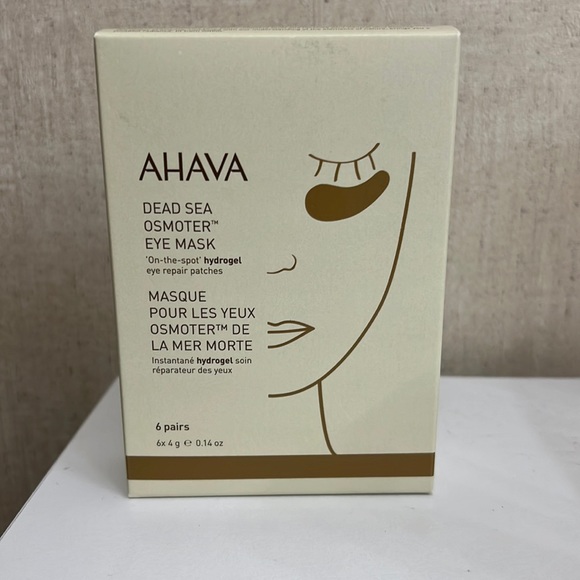 AHAVA
DEAD SEA
OSMOTER™
EYE MASK
'On-the-spot' hydrogel
eye repair patches
MASQUE
POUR LES YEUX
OSMOTER™ DE
LA MER MORTE
Instantané hydrogel soin
réparateur des yeux
6 pairs
6x 4 g ℮ 0.14 oz